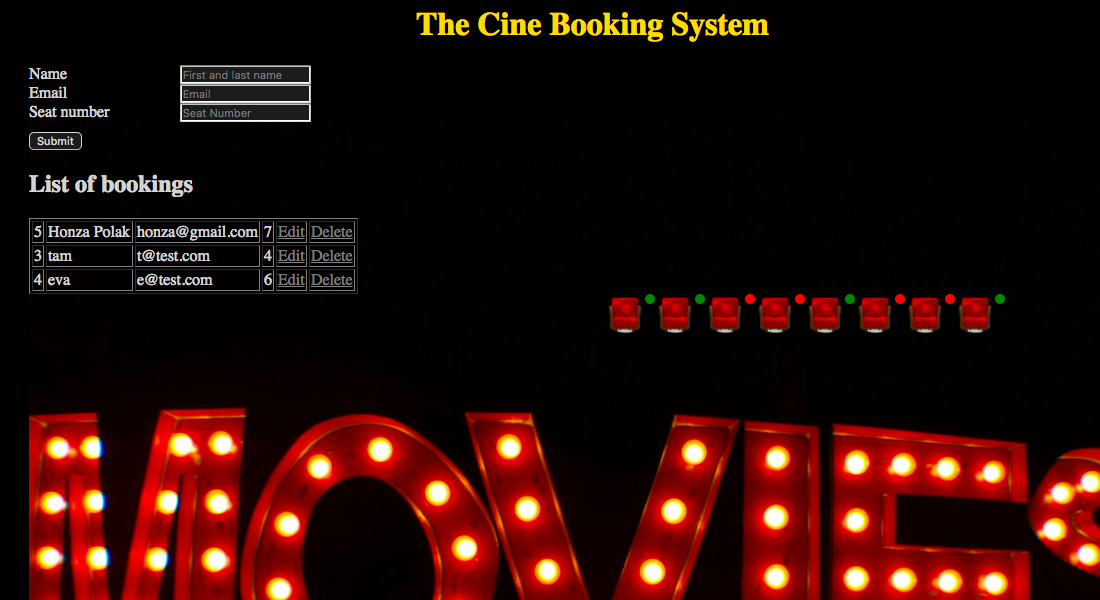 The Cine Booking System
Name First and last name
Email Email
Seat number Seat Number
Submit
List of bookings
5 Honza Polak honza@gmail.com 7 Edit Delete
3 tam t@test.com 4 Edit Delete
4 eva e@test.com 6 Edit Delete
MOVIES